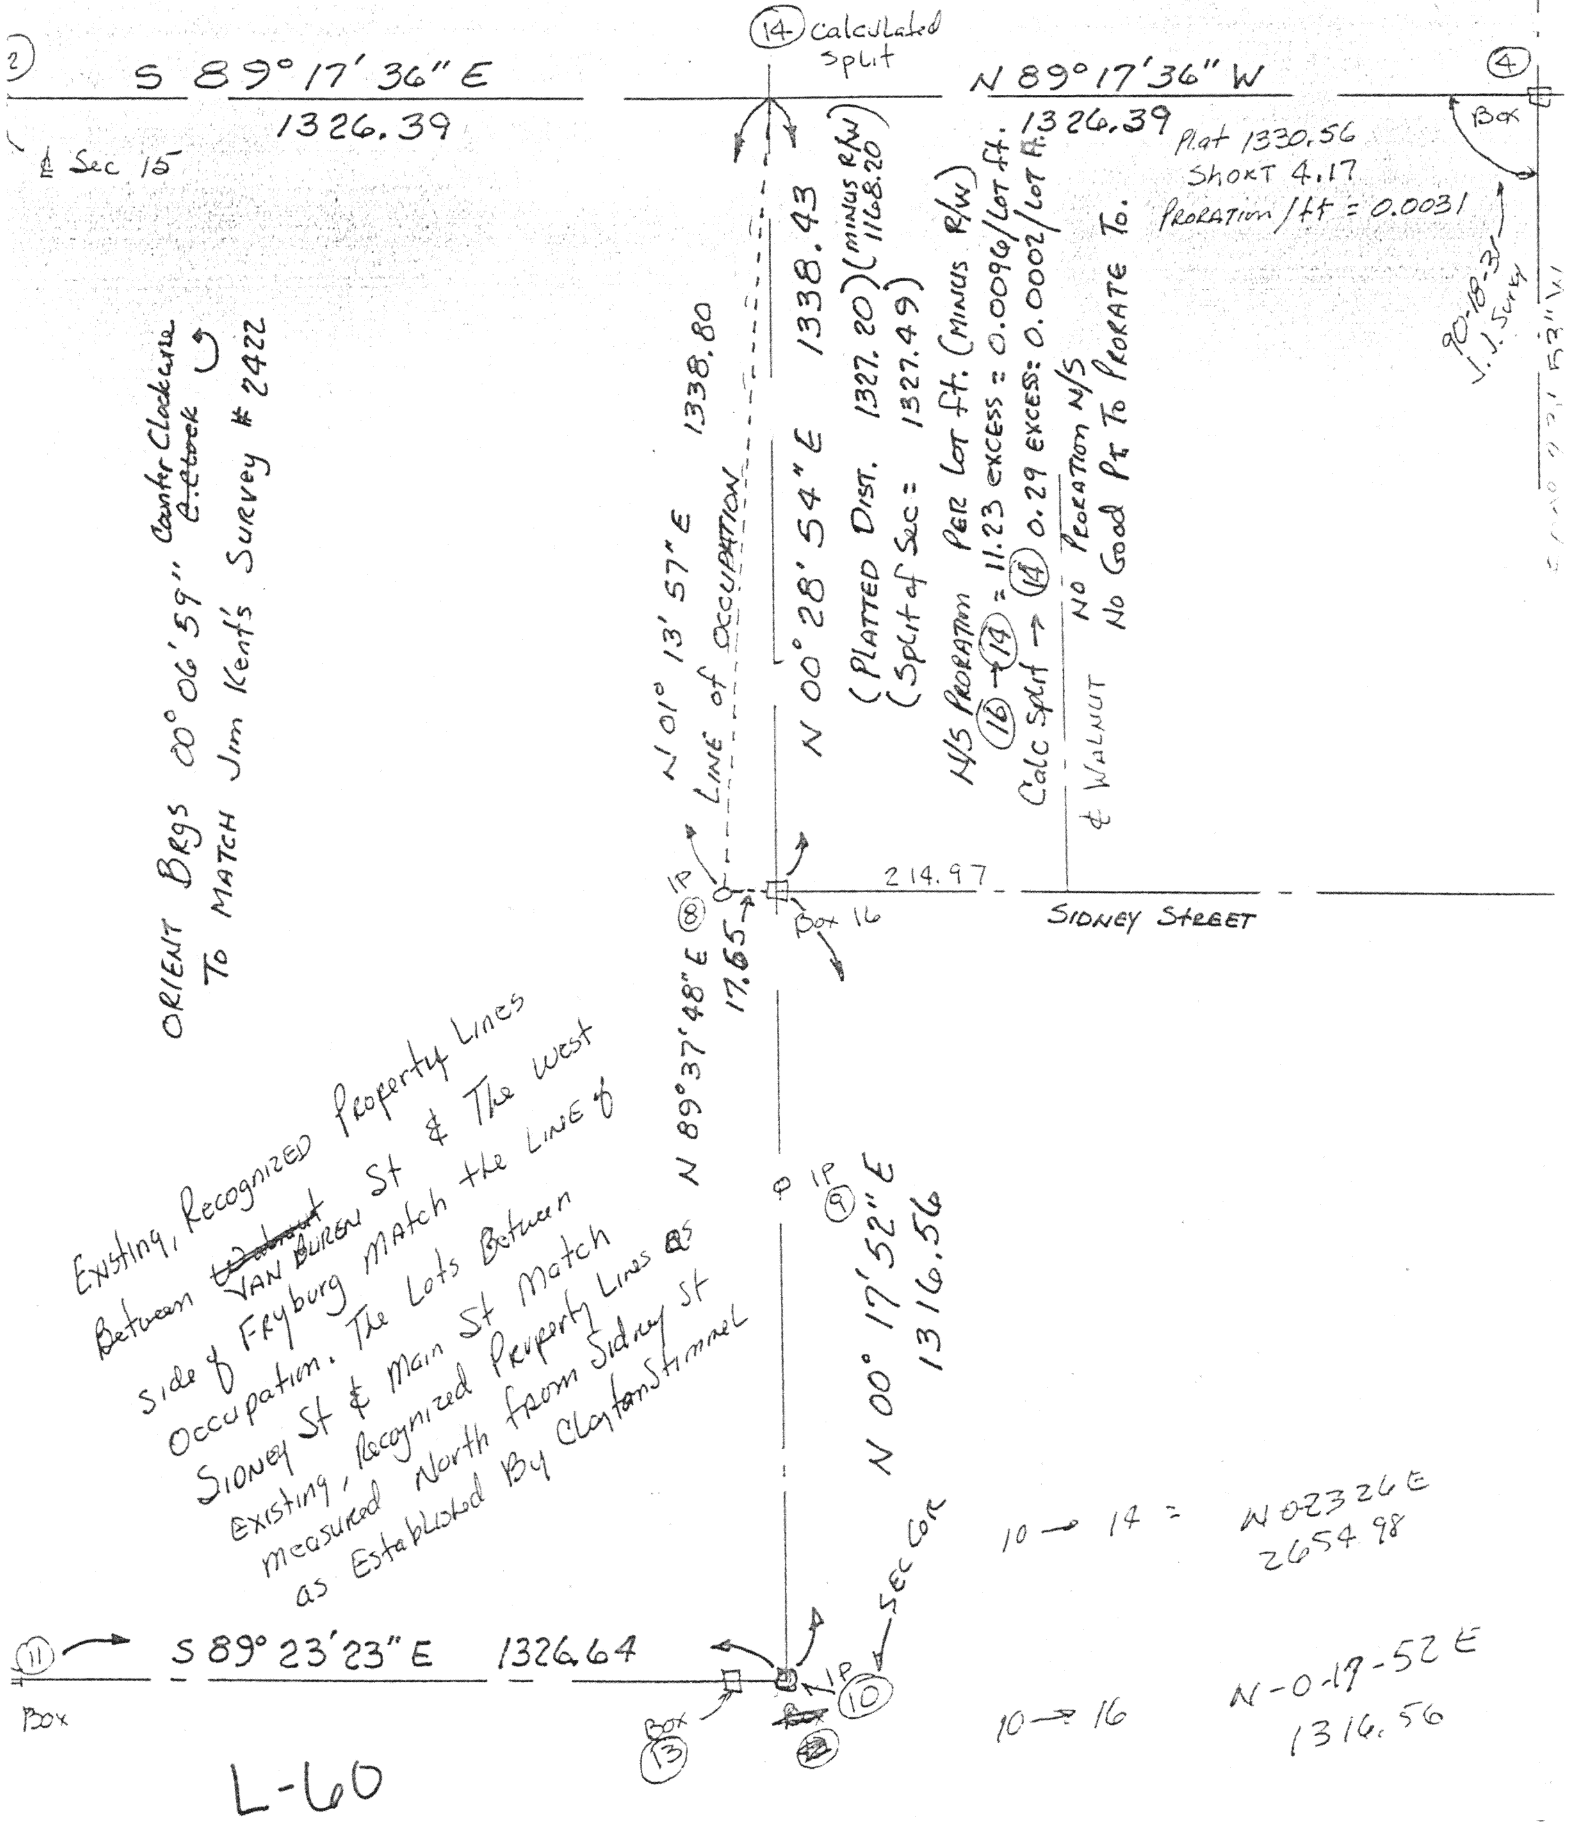 14 Calculated
Split
2
S 89° 17' 36" E
1326.39
¢ Sec 15
N 89° 17' 36" W
1326.39
4
Box
Plat 1330.56
SHORT 4.17
PRORATION / ft = 0.0031
90-18-31
J.J. Survey
ORIENT Brgs 00° 06' 59" Counter Clockwise
To MATCH Jim Kent's Survey # 2422
N 01° 13' 57" E 1338.80
LINE of OCCUPATION
N 00° 28' 54" E 1338.43
(PLATTED DIST. 1327.20) (MINUS R/W) 1168.20
(Split of Sec = 1327.49)
N/S PRORATION PER Lot ft. (MINUS R/W)
16 → 14 = 11.23 EXCESS = 0.0096/LOT ft.
Calc Split → 14 0.29 EXCESS = 0.0002/LOT ft.
NO PRORATION N/S
No Good Pt To PRORATE To.
¢ WALNUT
IP
8
17.65
Box 16
214.97
SIDNEY STREET
N 89° 37' 48" E
Existing, Recognized Property Lines
Between VAN BUREN St & The west
side of Fryburg MATCH the LINE of
Occupation. The Lots Between
SIDNEY St & Main St Match
Existing, Recognized Property Lines as
measured North from Sidney St
as Established By Clayton Stimmel
IP
9
N 00° 17' 52" E
1316.56
SEC COR
10 → 14 = N 0 23 26 E
2654.98
11
Box
S 89° 23' 23" E 1326.64
Box
13
IP
10
10 → 16 N-0-17-52 E
1316.56
L-60